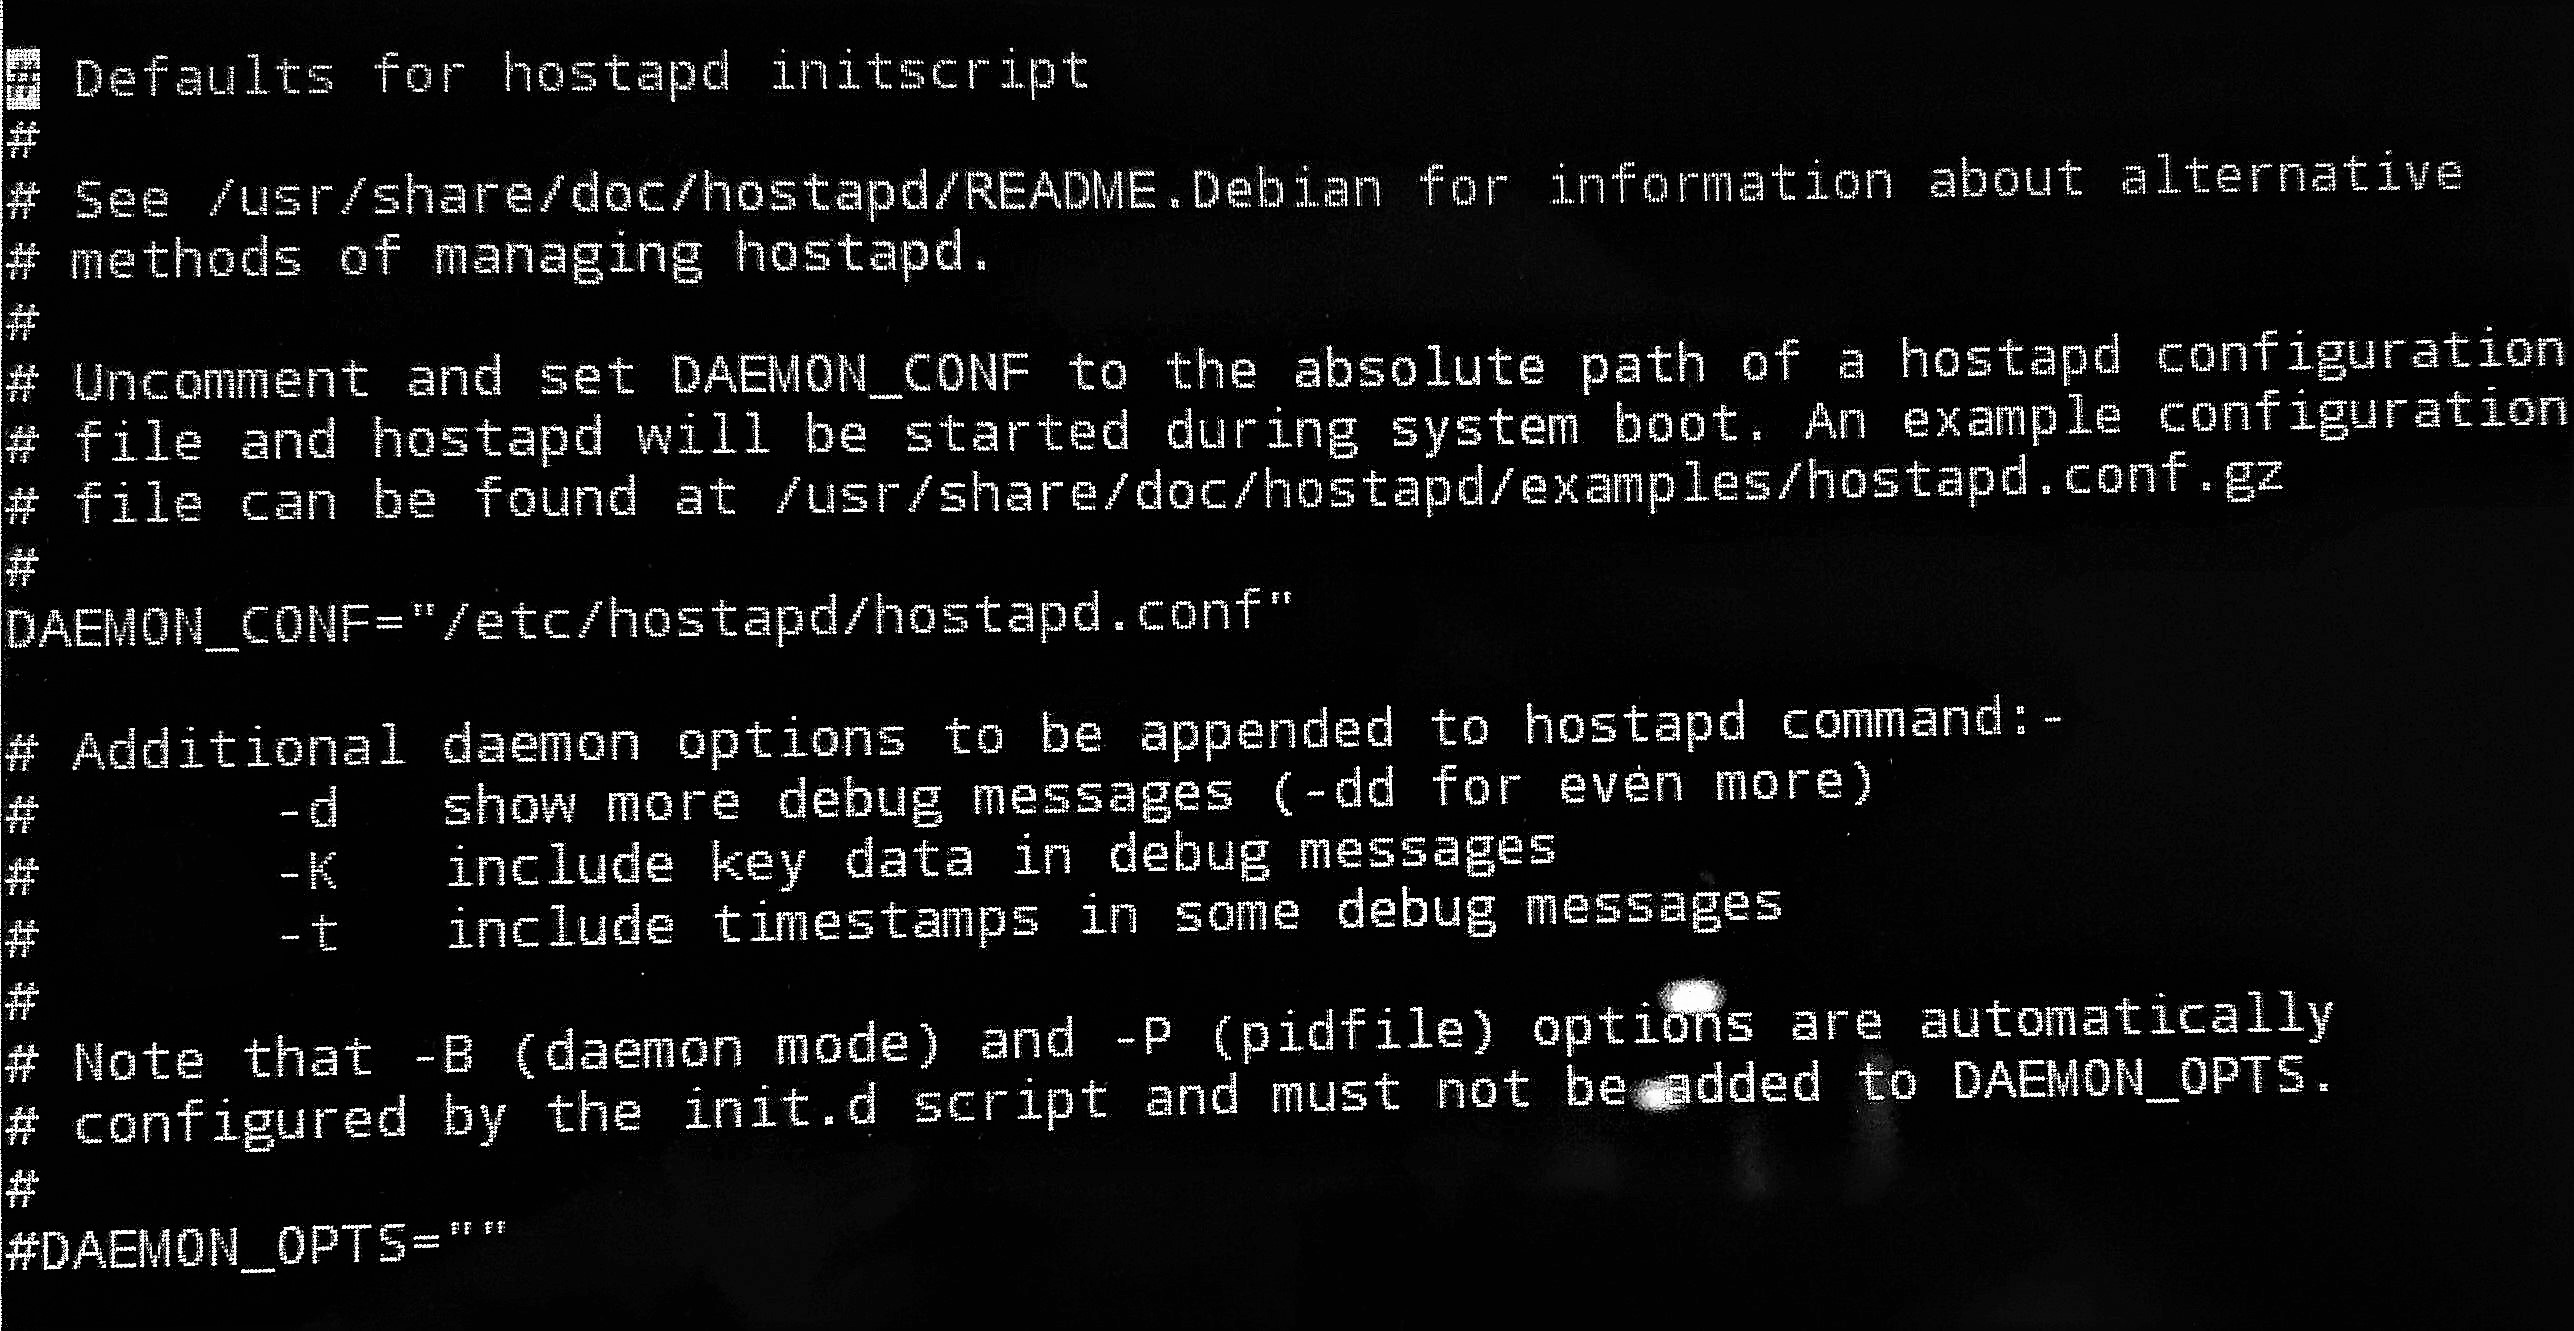 # Defaults for hostapd initscript
#
# See /usr/share/doc/hostapd/README.Debian for information about alternative
# methods of managing hostapd.
#
# Uncomment and set DAEMON_CONF to the absolute path of a hostapd configuration
# file and hostapd will be started during system boot. An example configuration
# file can be found at /usr/share/doc/hostapd/examples/hostapd.conf.gz
#
DAEMON_CONF="/etc/hostapd/hostapd.conf"
# Additional daemon options to be appended to hostapd command:-
#       -d   show more debug messages (-dd for even more)
#       -K   include key data in debug messages
#       -t   include timestamps in some debug messages
#
# Note that -B (daemon mode) and -P (pidfile) options are automatically
# configured by the init.d script and must not be added to DAEMON_OPTS.
#
#DAEMON_OPTS=""